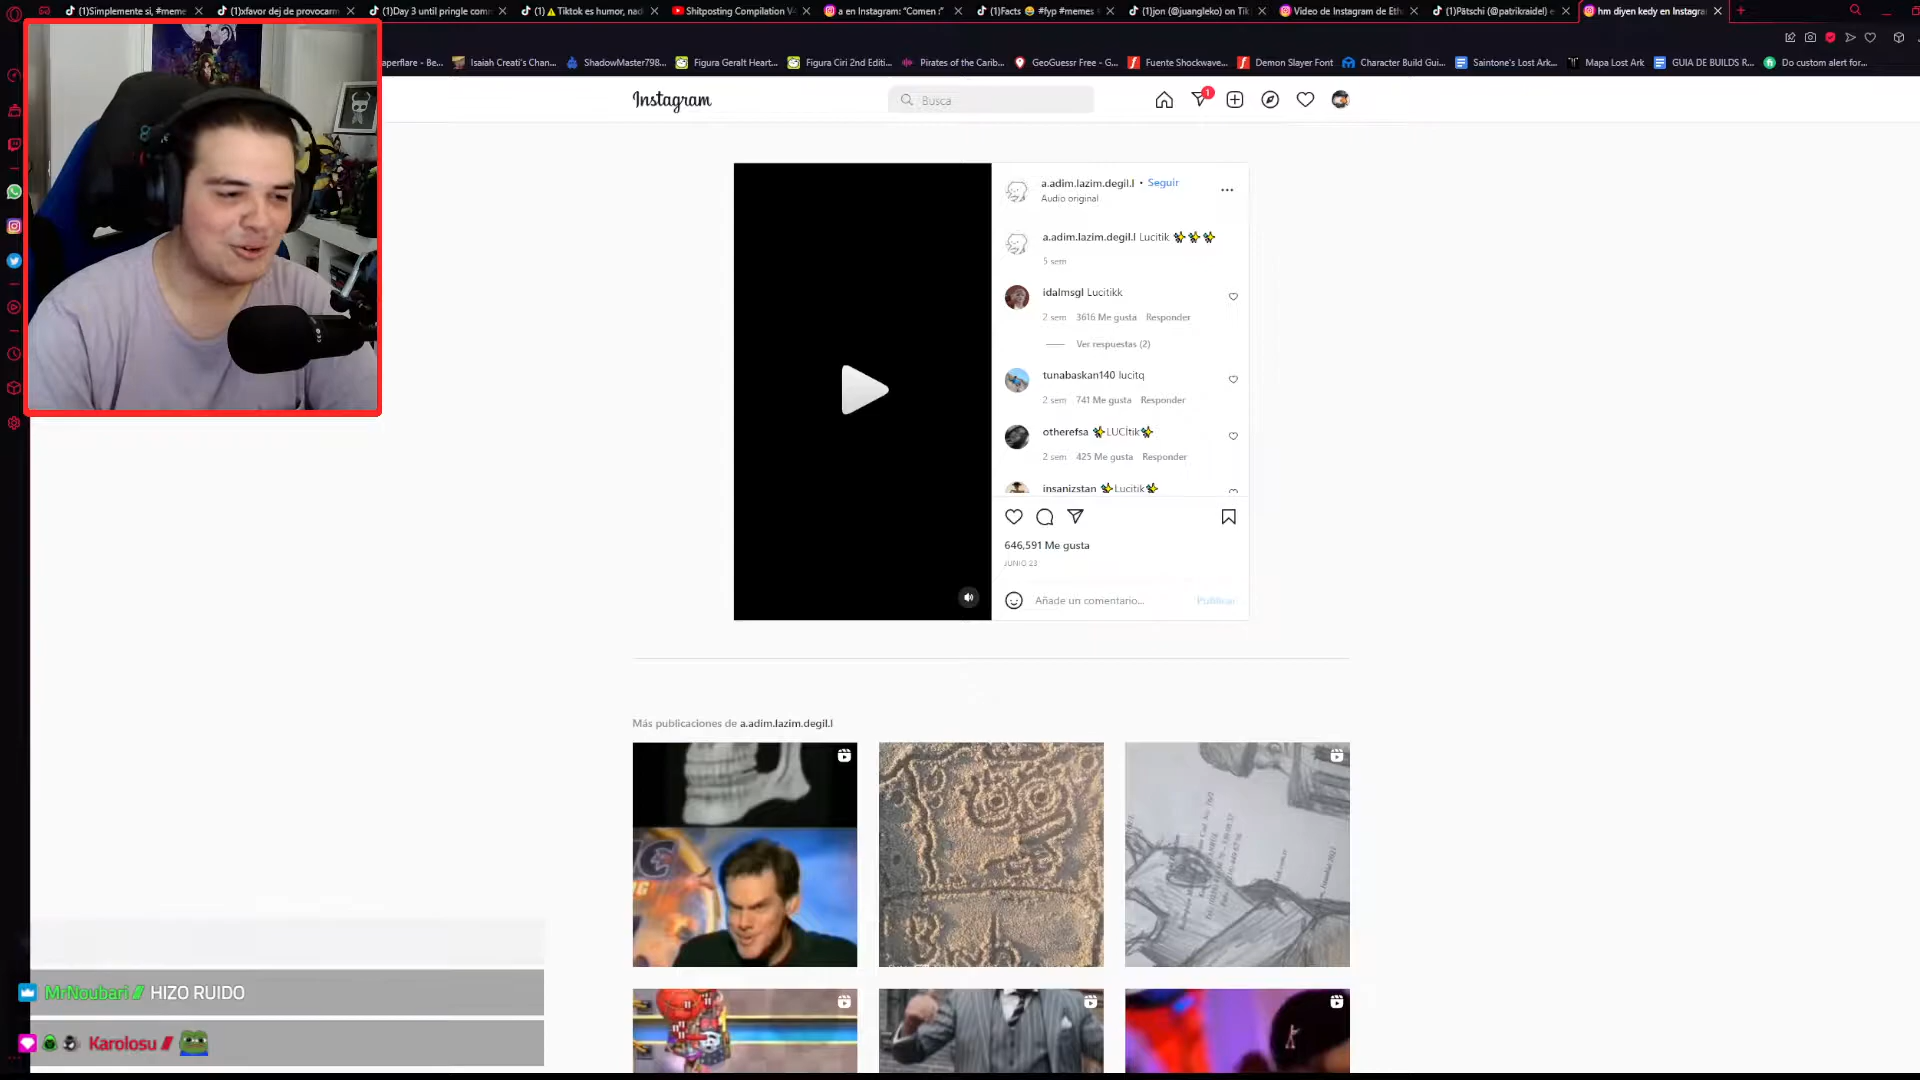 (1)Simplemente si, #meme
(1)xfavor dej de provocarm
(1)Day 3 until pringle com
(1) ⚠Tiktok es humor, nad
Shitposting Compilation V
a en Instagram: "Comen :"
(1)Facts 😂 #fyp #memes
(1)jon (@juangleko) en Tik
Video de Instagram de Eth
(1)Pätschi (@patrikraidel) e
hm diyen kedy en Instagra
aperflare - Be...
Isaiah Creati's Chan...
ShadowMaster798...
Figura Geralt Heart...
Figura Ciri 2nd Editi...
Pirates of the Carib...
GeoGuessr Free - G...
Fuente Shockwave...
Demon Slayer Font
Character Build Gui...
Saintone's Lost Ark...
Mapa Lost Ark
GUIA DE BUILDS R...
Do custom alert for...
Instagram
Busca
1
a.adim.lazim.degil.l • Seguir
Audio original
a.adim.lazim.degil.l Lucitik ✨✨✨
5 sem
idalmsgl Lucitikk
2 sem 3616 Me gusta Responder
Ver respuestas (2)
tunabaskan140 lucitq
2 sem 741 Me gusta Responder
otherefsa ✨LUCİtik✨
2 sem 425 Me gusta Responder
insanizstan ✨Lucitik✨
646,591 Me gusta
JUNIO 23
Añade un comentario...
Publicar
Más publicaciones de a.adim.lazim.degil.l
MrNoubari // HIZO RUIDO
Karolosu //